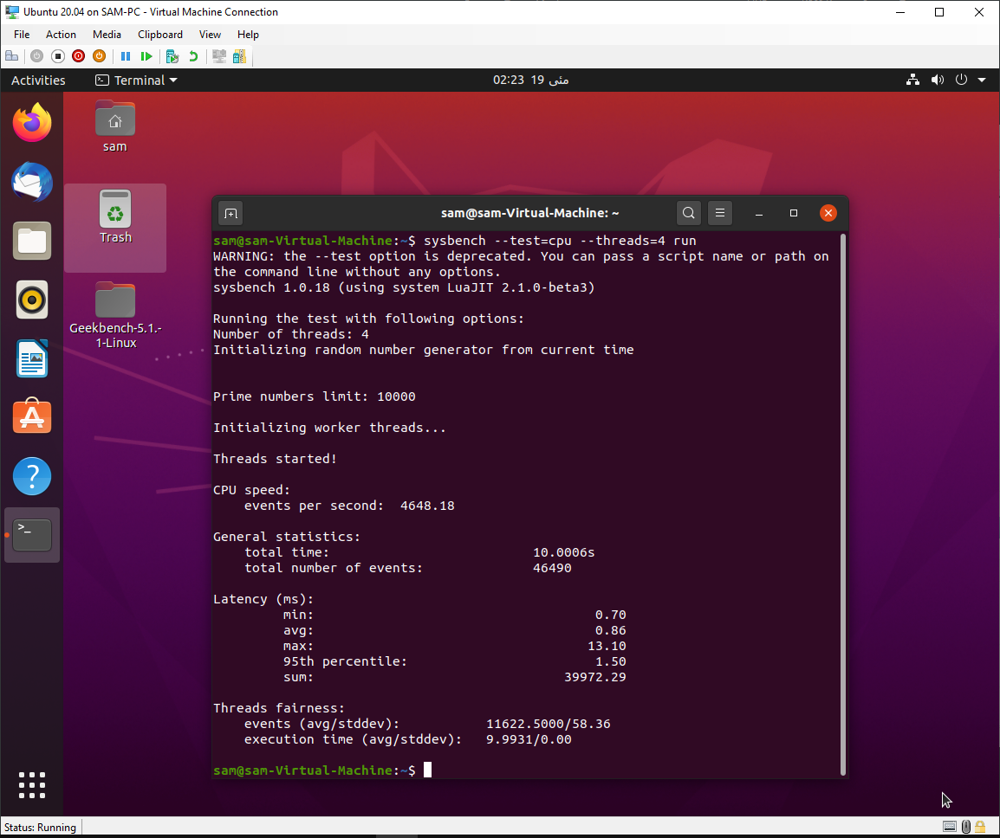 Ubuntu 20.04 on SAM-PC - Virtual Machine Connection
File Action Media Clipboard View Help
Activities Terminal 02:23 19 مئی
sam
Trash
Geekbench-5.1.-
1-Linux
sam@sam-Virtual-Machine: ~
sam@sam-Virtual-Machine:~$ sysbench --test=cpu --threads=4 run
WARNING: the --test option is deprecated. You can pass a script name or path on
the command line without any options.
sysbench 1.0.18 (using system LuaJIT 2.1.0-beta3)
Running the test with following options:
Number of threads: 4
Initializing random number generator from current time
Prime numbers limit: 10000
Initializing worker threads...
Threads started!
CPU speed:
events per second: 4648.18
General statistics:
total time: 10.0006s
total number of events: 46490
Latency (ms):
min: 0.70
avg: 0.86
max: 13.10
95th percentile: 1.50
sum: 39972.29
Threads fairness:
events (avg/stddev): 11622.5000/58.36
execution time (avg/stddev): 9.9931/0.00
sam@sam-Virtual-Machine:~$
Status: Running